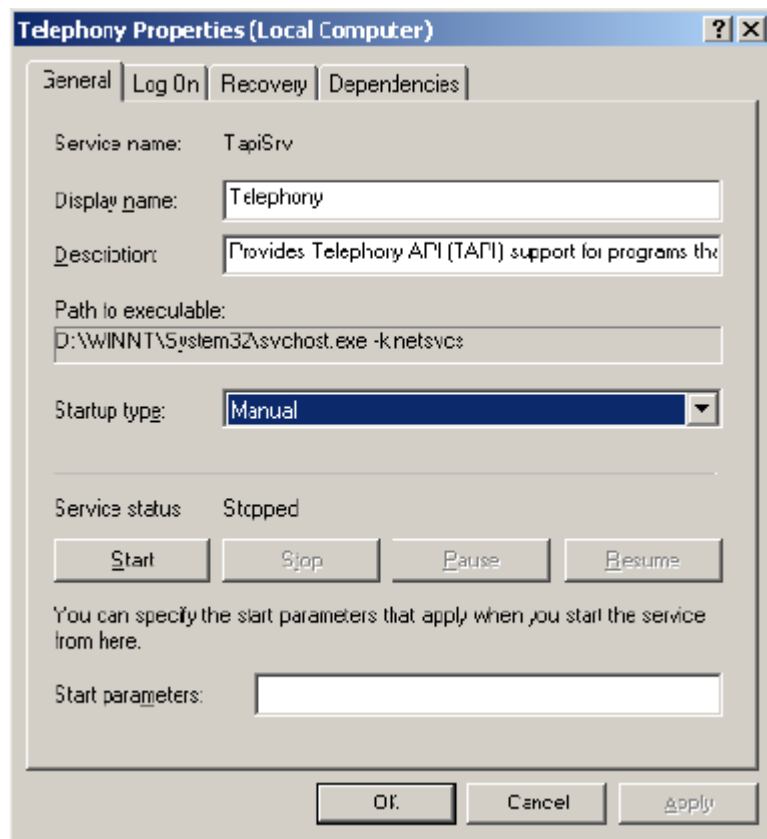 Telephony Properties (Local Computer)
General Log On Recovery Dependencies
Service name: TapiSrv
Display name: Telephony
Description: Provides Telephony API (TAPI) support for programs tha
Path to executable:
D:\WINNT\System32\svchost.exe -k netsvcs
Startup type: Manual
Service status Stopped
Start Stop Pause Resume
You can specify the start parameters that apply when you start the service
from here.
Start parameters:
OK Cancel Apply